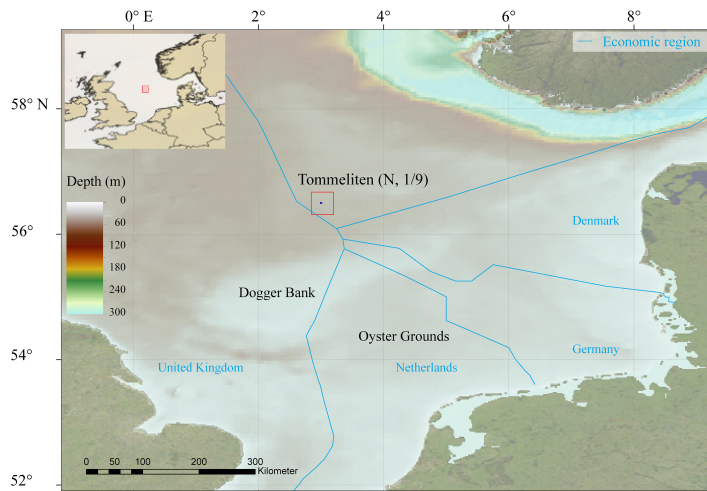 0° E 2° 4° 6° 8°
Economic region
58° N
Tommeliten (N, 1/9)
Depth (m)
0
60
120
180
240
300
Denmark
56°
Dogger Bank
Oyster Grounds
54°
Germany
United Kingdom
Netherlands
0 50 100 200 300
Kilometer
52°